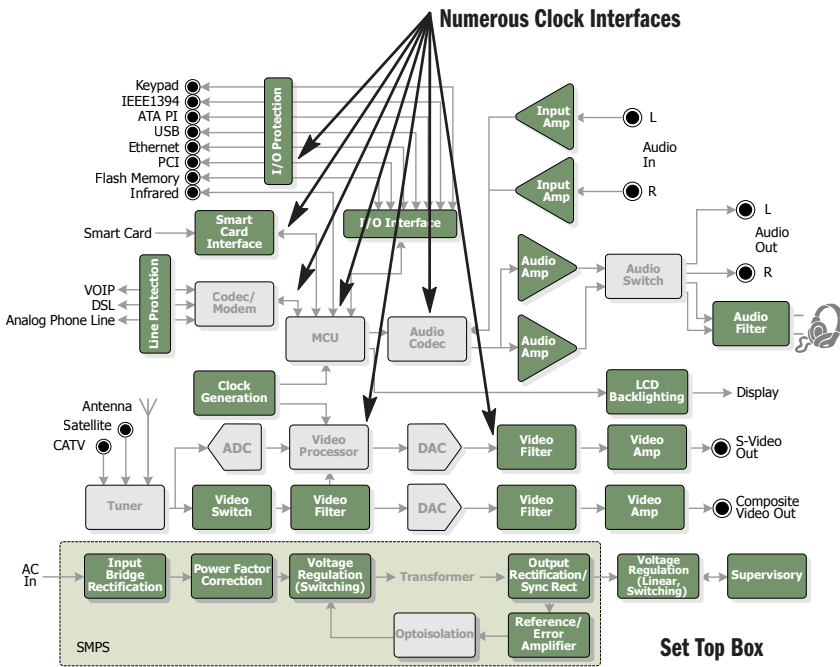 Numerous Clock Interfaces
Keypad
IEEE1394
ATA PI
USB
Ethernet
PCI
Flash Memory
Infrared
I/O Protection
Input
Amp
L
Audio
In
Input
Amp
R
Smart Card
Smart
Card
Interface
I/O Interface
L
Audio
Out
R
Audio
Amp
Audio
Switch
VOIP
DSL
Analog Phone Line
Line Protection
Codec/
Modem
MCU
Audio
Codec
Audio
Amp
Audio
Filter
Clock
Generation
LCD
Backlighting
Display
Antenna
Satellite
CATV
ADC
Video
Processor
DAC
Video
Filter
Video
Amp
S-Video
Out
Tuner
Video
Switch
Video
Filter
DAC
Video
Filter
Video
Amp
Composite
Video Out
AC
In
Input
Bridge
Rectification
Power Factor
Correction
Voltage
Regulation
(Switching)
Transformer
Output
Rectification/
Sync Rect
Voltage
Regulation
(Linear,
Switching)
Supervisory
Optoisolation
Reference/
Error
Amplifier
SMPS
Set Top Box